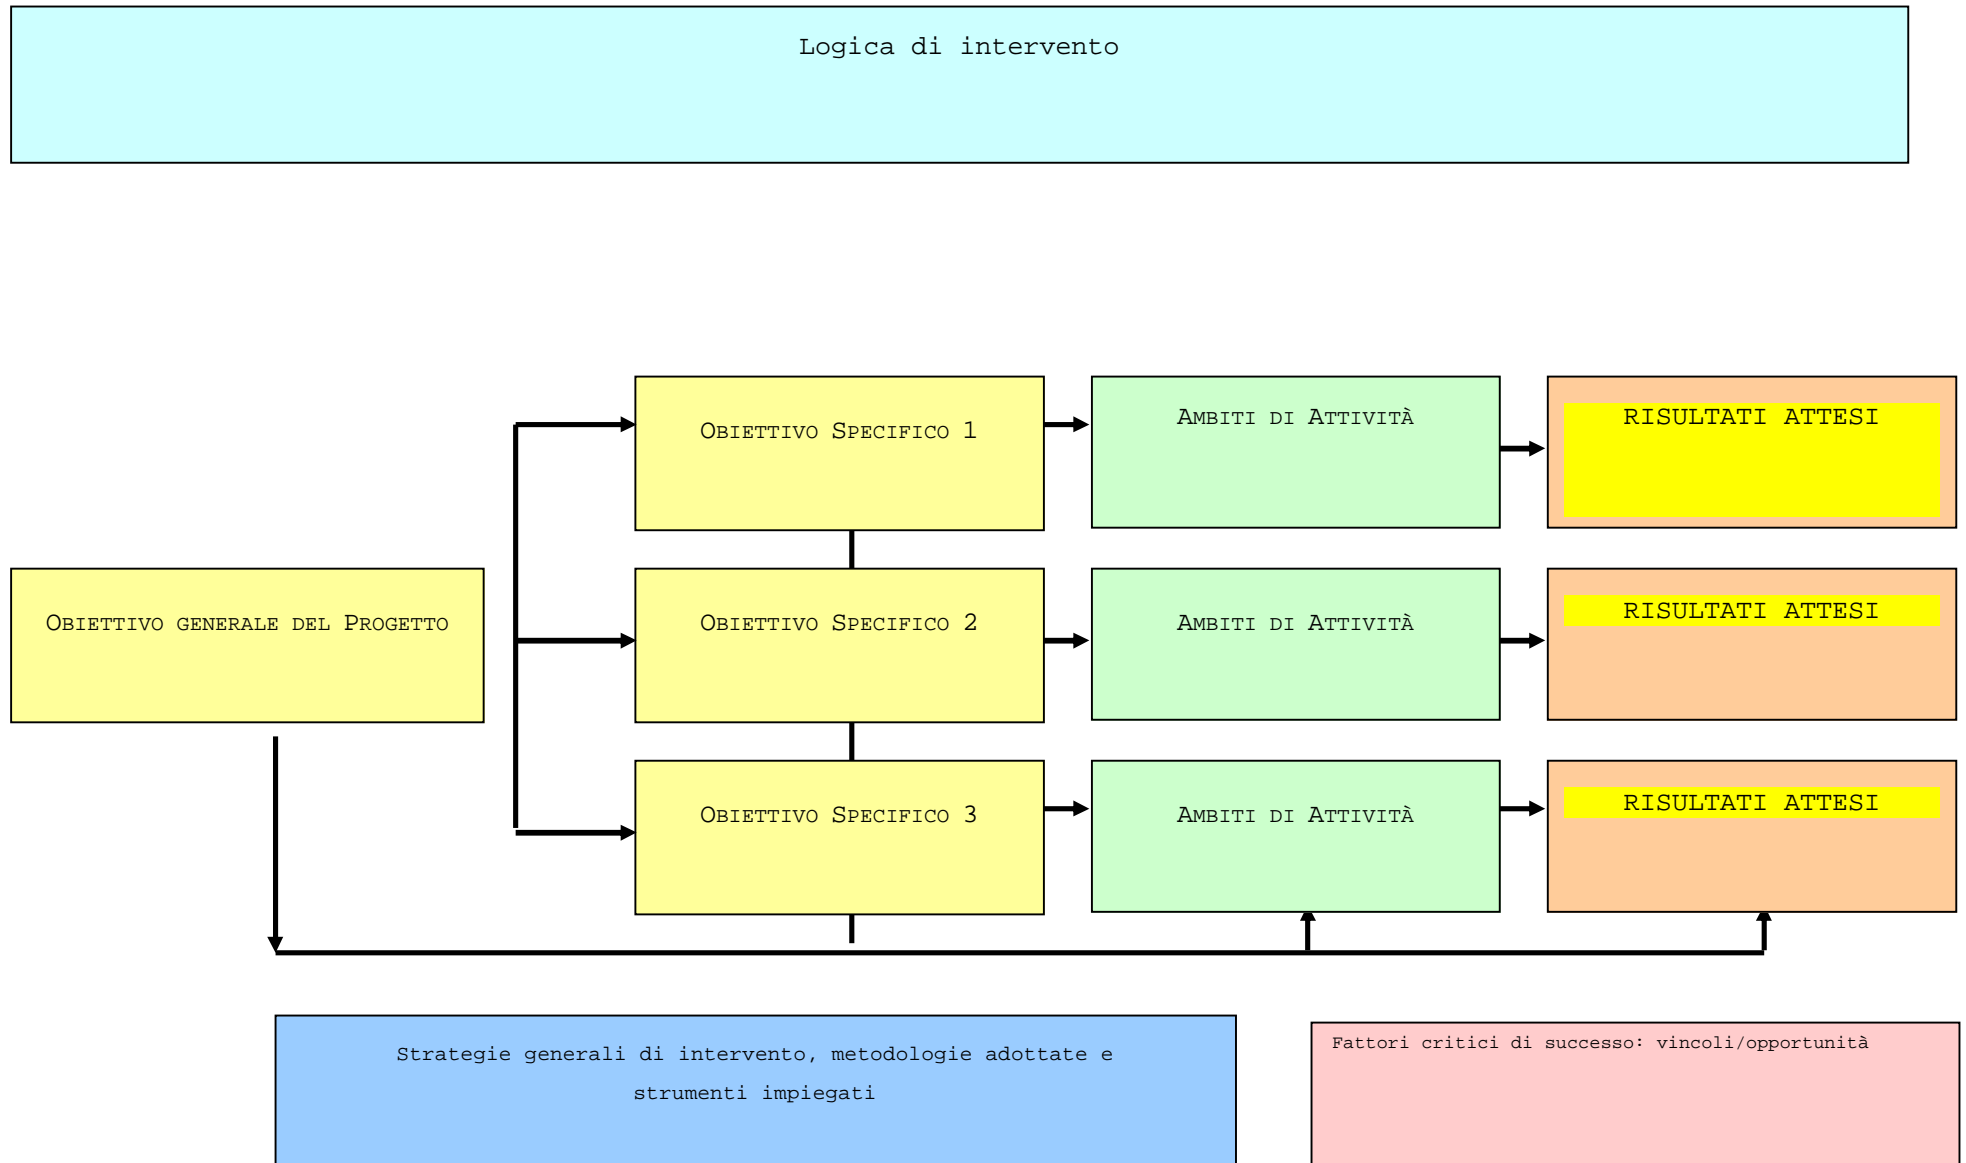 Logica di intervento
Obiettivo Specifico 1
Ambiti di Attività
RISULTATI ATTESI
Obiettivo generale del Progetto
Obiettivo Specifico 2
Ambiti di Attività
RISULTATI ATTESI
Obiettivo Specifico 3
Ambiti di Attività
RISULTATI ATTESI
Strategie generali di intervento, metodologie adottate e
strumenti impiegati
Fattori critici di successo: vincoli/opportunità